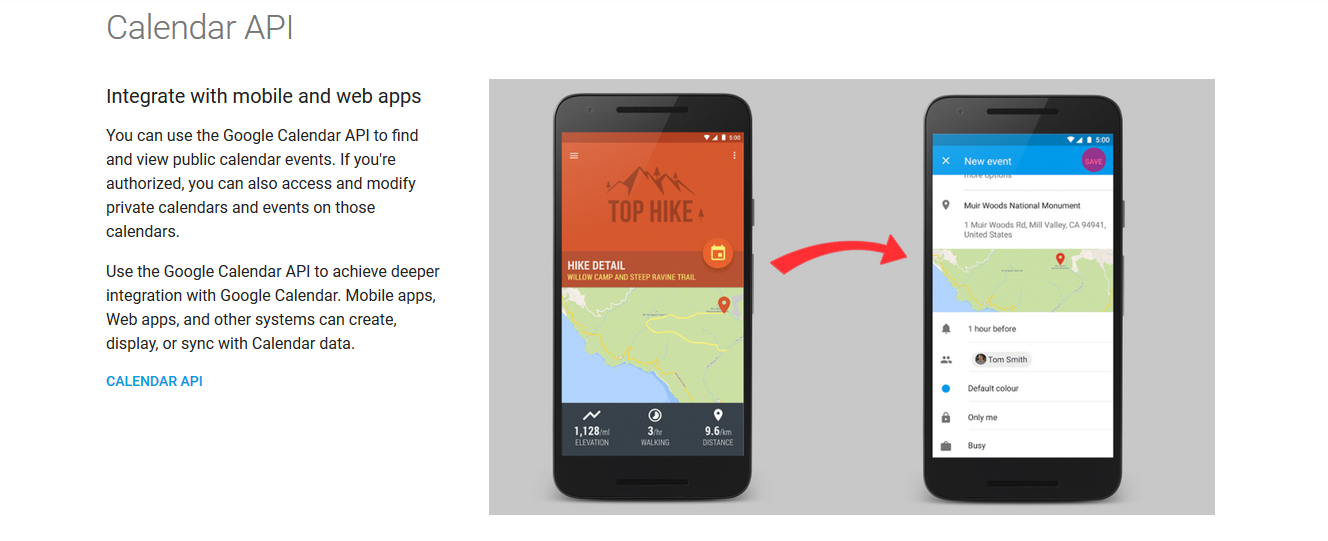 Calendar API
Integrate with mobile and web apps
You can use the Google Calendar API to find
and view public calendar events. If you're
authorized, you can also access and modify
private calendars and events on those
calendars.
Use the Google Calendar API to achieve deeper
integration with Google Calendar. Mobile apps,
Web apps, and other systems can create,
display, or sync with Calendar data.
CALENDAR API
5:00
TOP HIKE
HIKE DETAIL
WILLOW CAMP AND STEEP RAVINE TRAIL
1,128/ml 3/hr 9.6/km
ELEVATION WALKING DISTANCE
5:00
New event SAVE
more options
Muir Woods National Monument
1 Muir Woods Rd, Mill Valley, CA 94941,
United States
1 hour before
Tom Smith
Default colour
Only me
Busy